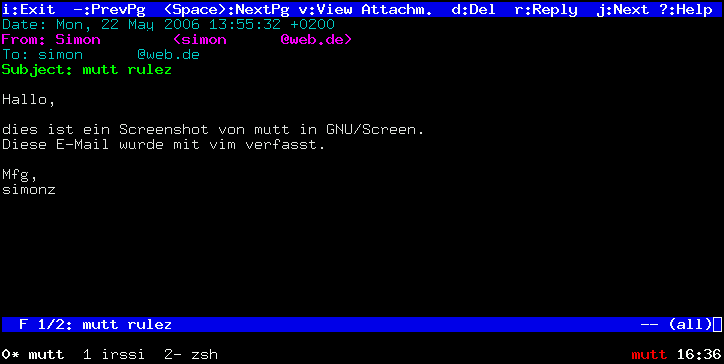 i:Exit  -:PrevPg  <Space>:NextPg v:View Attachm.  d:Del  r:Reply  j:Next ?:Help
Date: Mon, 22 May 2006 13:55:32 +0200
From: Simon        <simon      @web.de>
To: simon      @web.de
Subject: mutt rulez

Hallo,

dies ist ein Screenshot von mutt in GNU/Screen.
Diese E-Mail wurde mit vim verfasst.

Mfg,
simonz

F 1/2: mutt rulez                                                    -- (all)
0* mutt  1 irssi  2- zsh                                             mutt 16:36